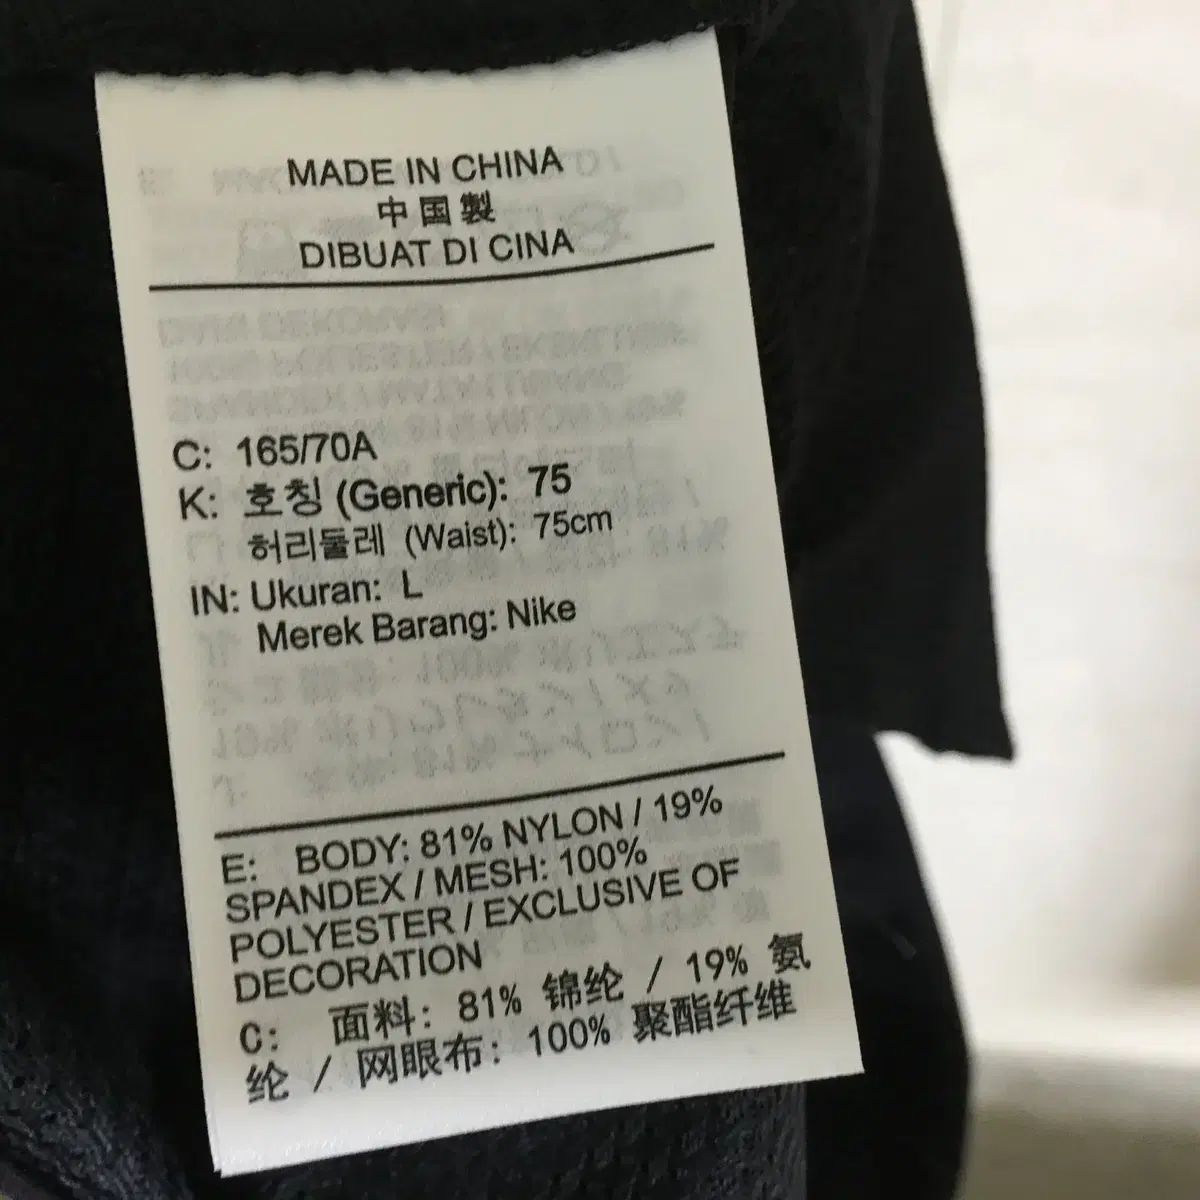 MADE IN CHINA
中国製
DIBUAT DI CINA
C: 165/70A
K: 호칭 (Generic): 75
허리둘레 (Waist): 75cm
IN: Ukuran: L
Merek Barang: Nike
E: BODY: 81% NYLON / 19%
SPANDEX / MESH: 100%
POLYESTER / EXCLUSIVE OF
DECORATION
C: 面料: 81% 锦纶 / 19% 氨
纶 / 网眼布: 100% 聚酯纤维